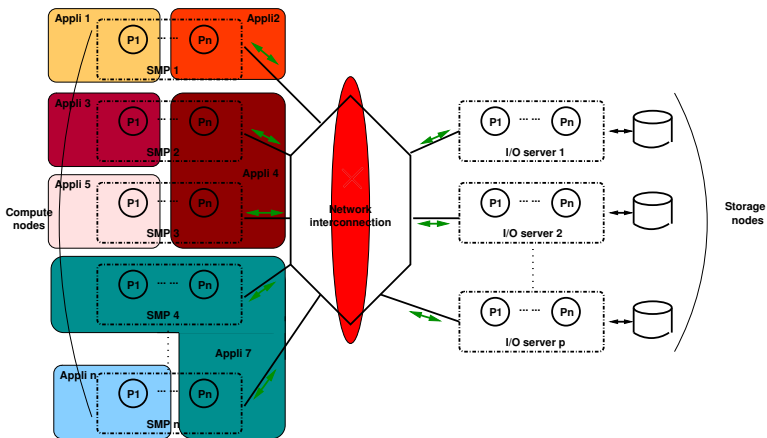 Appli 1
Appli2
P1 ...... Pn
SMP 1
Appli 3
P1 ...... Pn
SMP 2
Appli 4
Appli 5
P1 ...... Pn
SMP 3
Compute
nodes
P1 ...... Pn
SMP 4
Appli 7
Appli n
P1 ...... Pn
SMP n
Network
interconnection
P1 ...... Pn
I/O server 1
P1 ...... Pn
I/O server 2
P1 ...... Pn
I/O server p
Storage
nodes